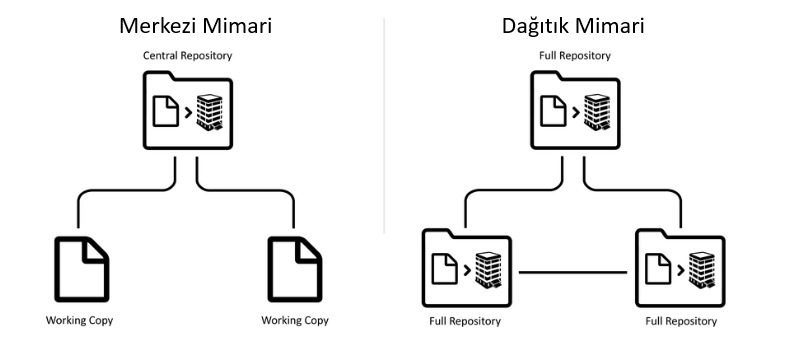 Merkezi Mimari
Central Repository
Working Copy
Working Copy
Dağıtık Mimari
Full Repository
Full Repository
Full Repository